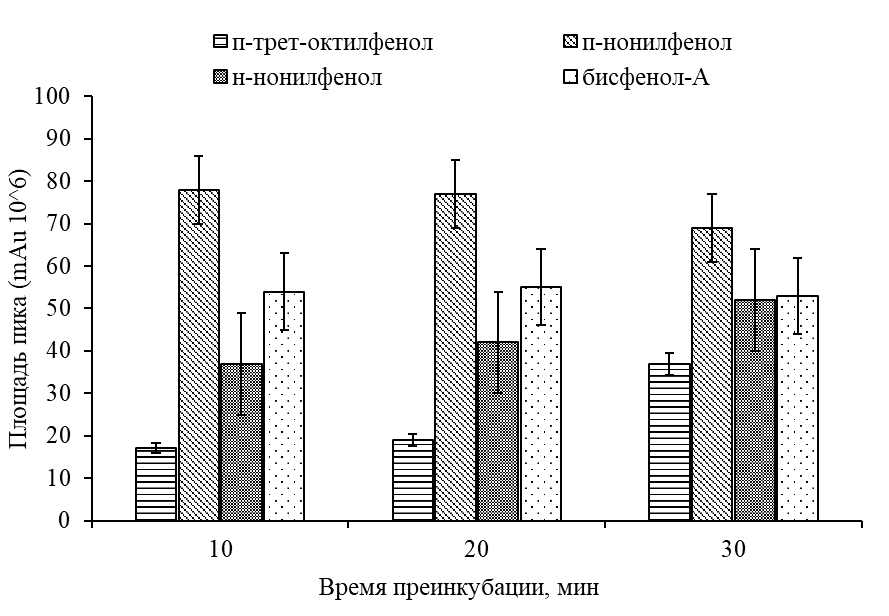 п-трет-октилфенол п-нонилфенол
н-нонилфенол бисфенол-А
100
90
80
70
60
50
40
30
20
10
0
Площадь пика (mAu 10^6)
10 20 30
Время преинкубации, мин